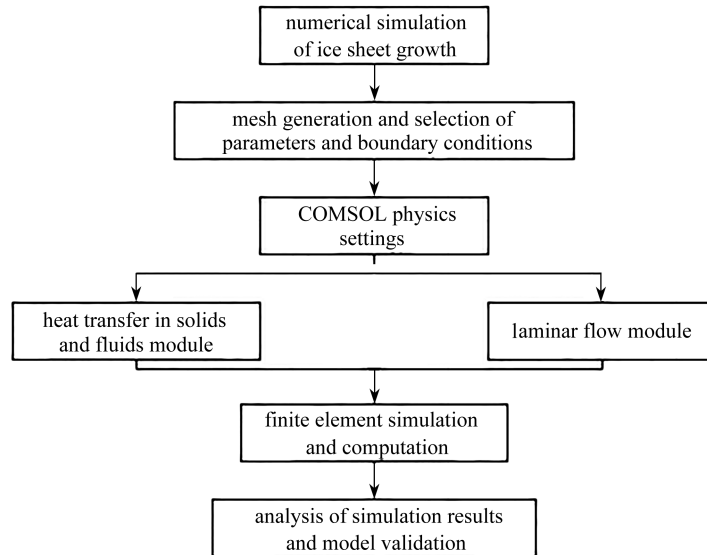 numerical simulation
of ice sheet growth
mesh generation and selection of
parameters and boundary conditions
COMSOL physics
settings
heat transfer in solids
and fluids module
laminar flow module
finite element simulation
and computation
analysis of simulation results
and model validation